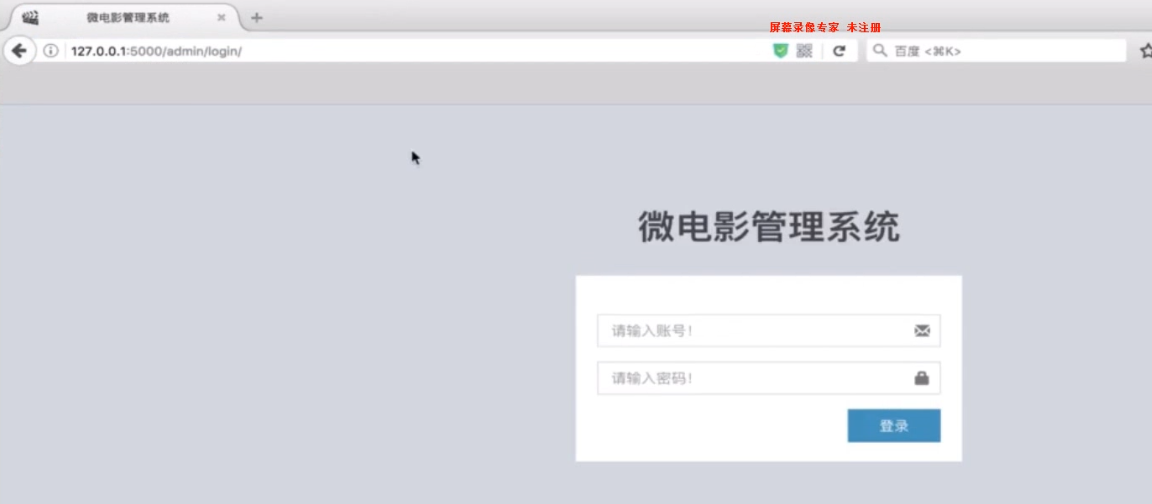 微电影管理系统
屏幕录像专家 未注册
127.0.0.1:5000/admin/login/
百度 <⌘K>
微电影管理系统
请输入账号!
请输入密码!
登录